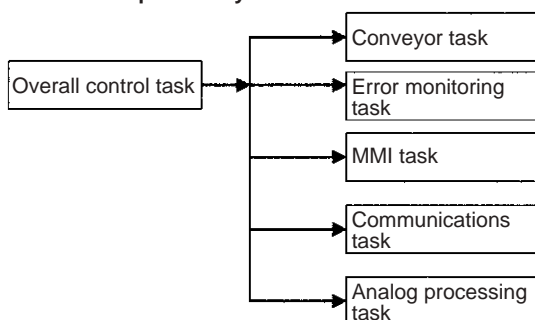 Conveyor task
Overall control task
Error monitoring
task
MMI task
Communications
task
Analog processing
task